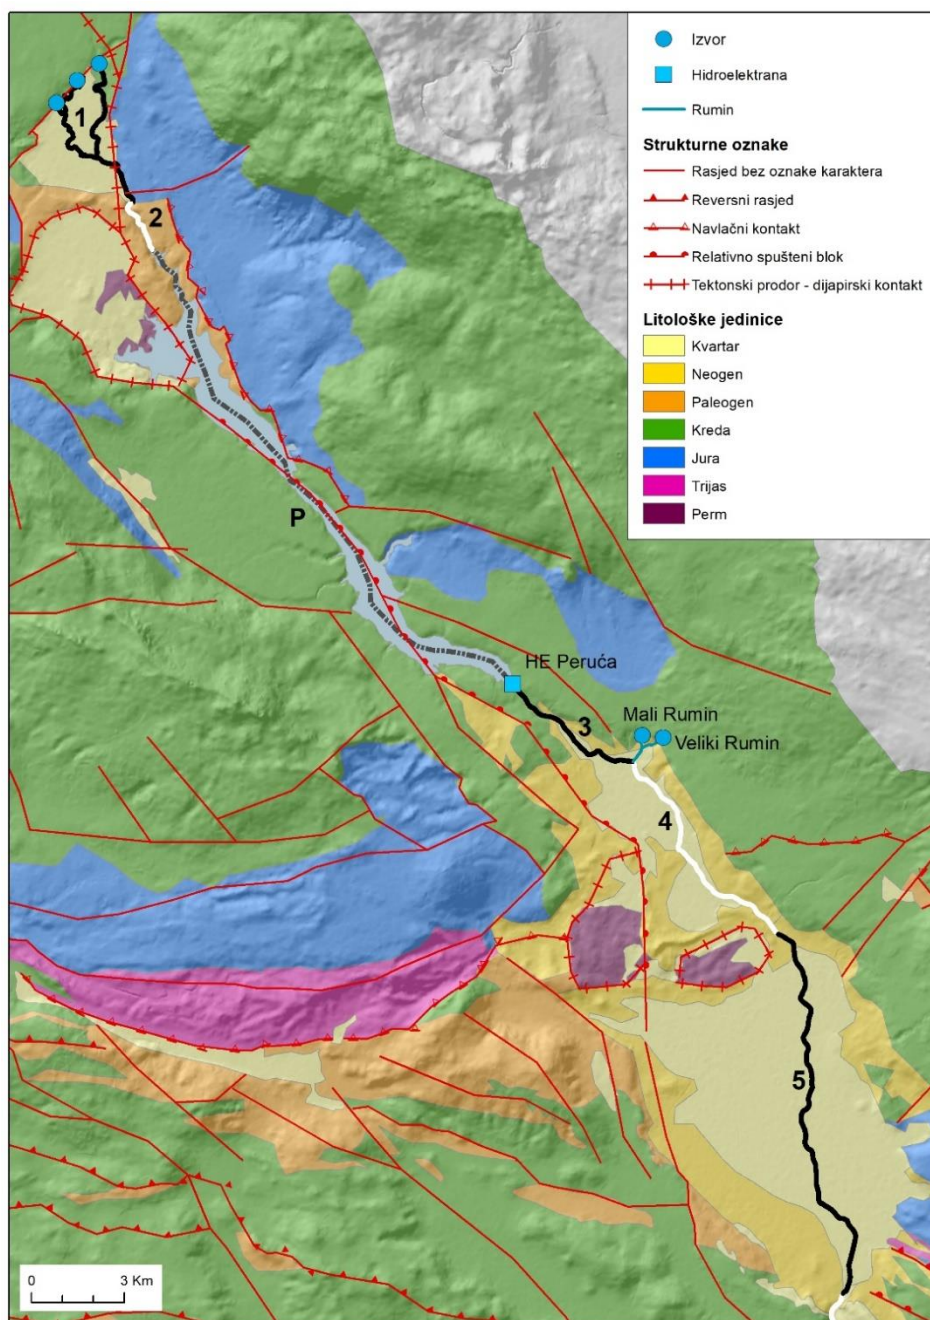 Izvor
Hidroelektrana
Rumin
Strukturne oznake
Rasjed bez oznake karaktera
Reversni rasjed
Navlačni kontakt
Relativno spušteni blok
Tektonski prodor - dijapirski kontakt
Litološke jedinice
Kvartar
Neogen
Paleogen
Kreda
Jura
Trijas
Perm
1
2
P
HE Peruća
3
Mali Rumin
Veliki Rumin
4
5
0 3 Km